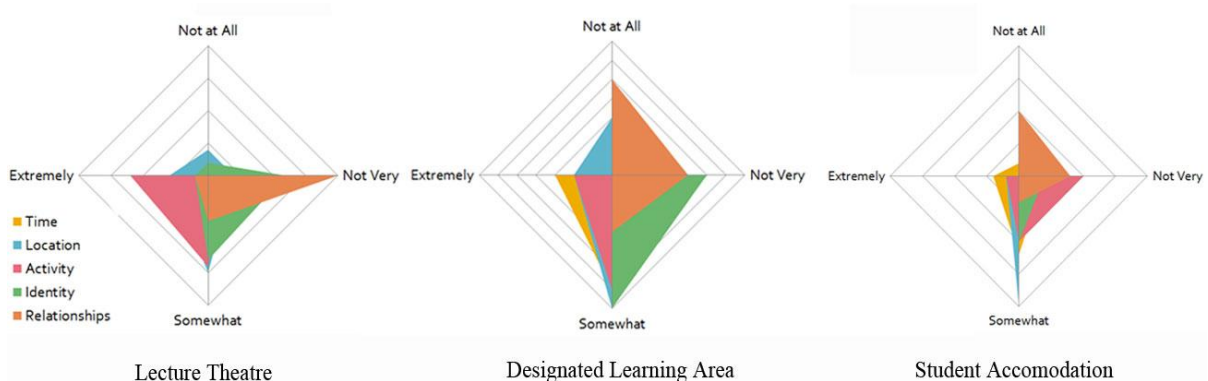 Not at All
Extremely
Not Very
Somewhat
Time
Location
Activity
Identity
Relationships
Lecture Theatre
Not at All
Extremely
Not Very
Somewhat
Designated Learning Area
Not at All
Extremely
Not Very
Somewhat
Student Accomodation